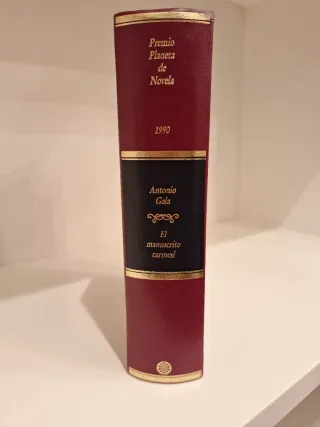 Premio
Planeta
de
Novela
1990
Antonio
Gala
El
manuscrito
carmesí